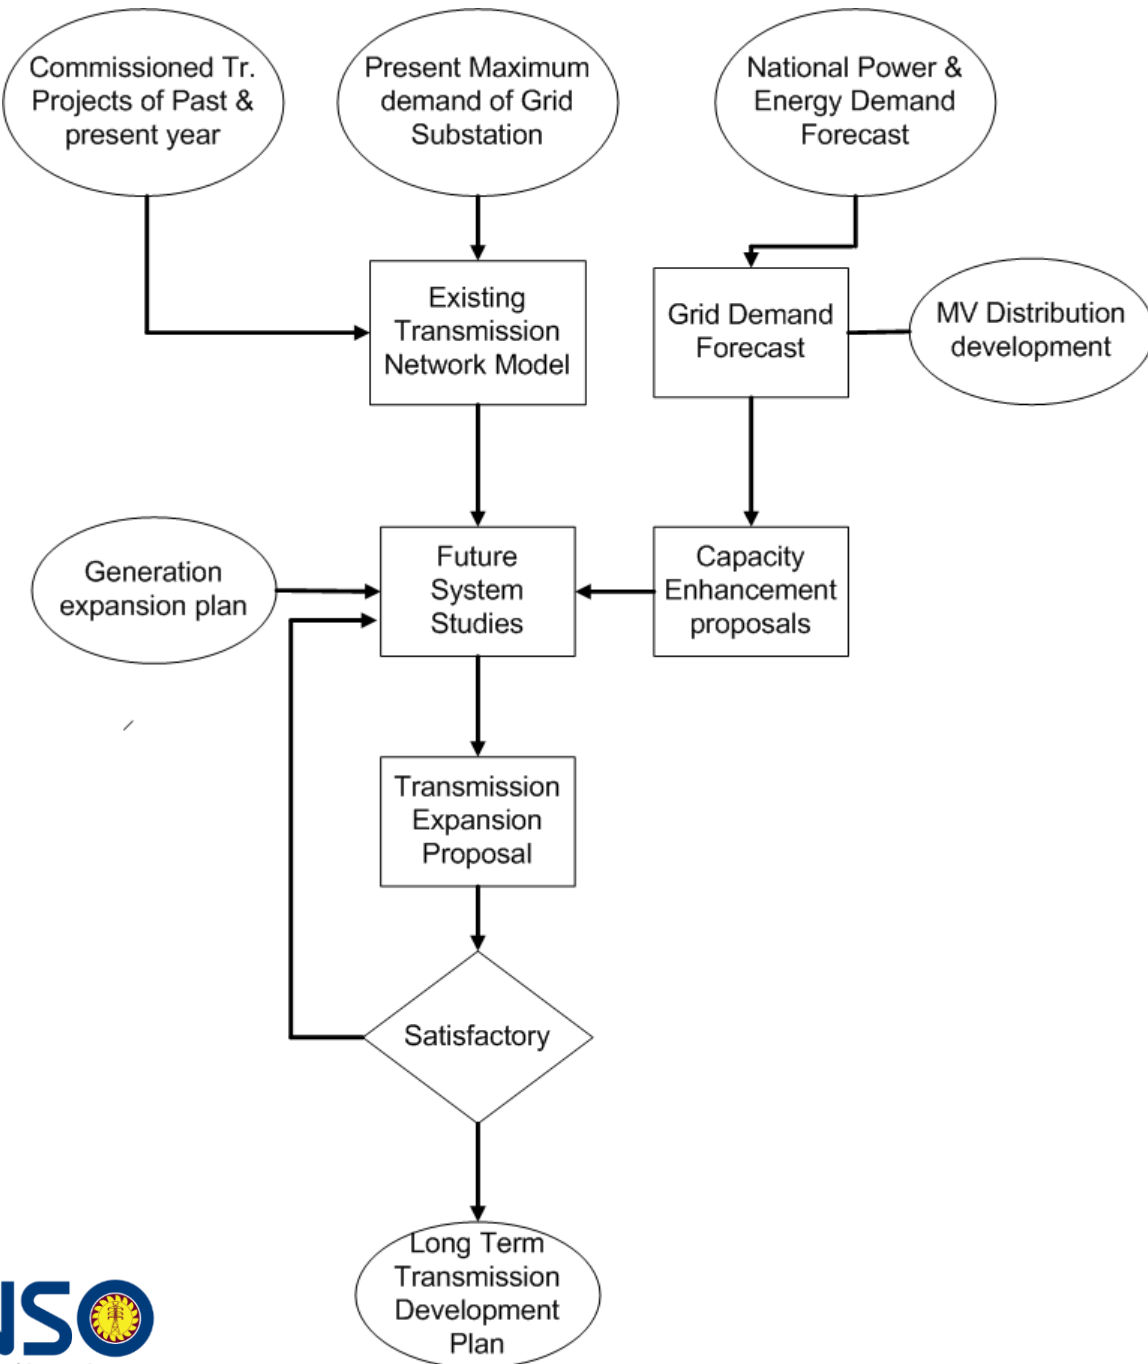 Commissioned Tr.
Projects of Past &
present year
Present Maximum
demand of Grid
Substation
National Power &
Energy Demand
Forecast
Existing
Transmission
Network Model
Grid Demand
Forecast
MV Distribution
development
Generation
expansion plan
Future
System
Studies
Capacity
Enhancement
proposals
Transmission
Expansion
Proposal
Satisfactory
Long Term
Transmission
Development
Plan
NSO